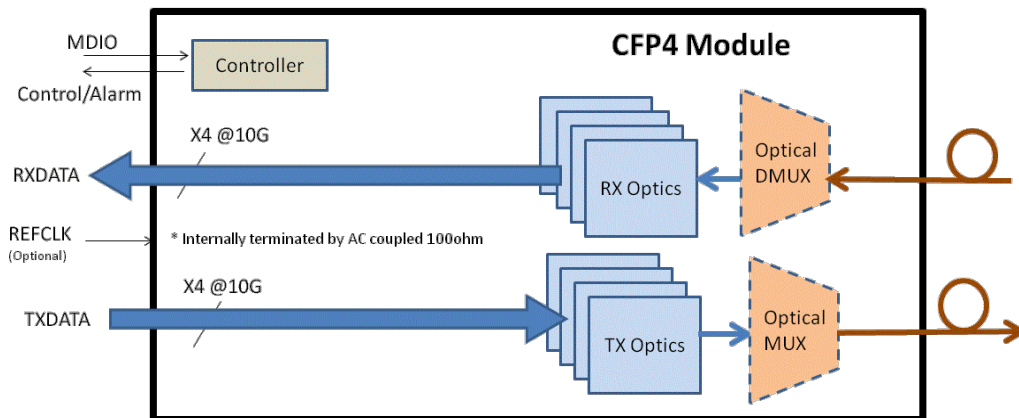 CFP4 Module
MDIO
Controller
Control/Alarm
X4 @10G
RXDATA
RX Optics
Optical
DMUX
REFCLK
(Optional)
* Internally terminated by AC coupled 100ohm
X4 @10G
TXDATA
TX Optics
Optical
MUX